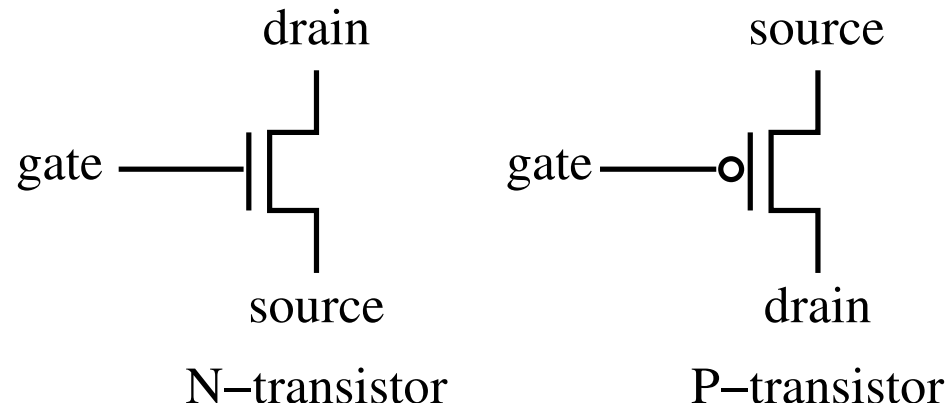 drain
gate
source
N–transistor
source
gate
drain
P–transistor